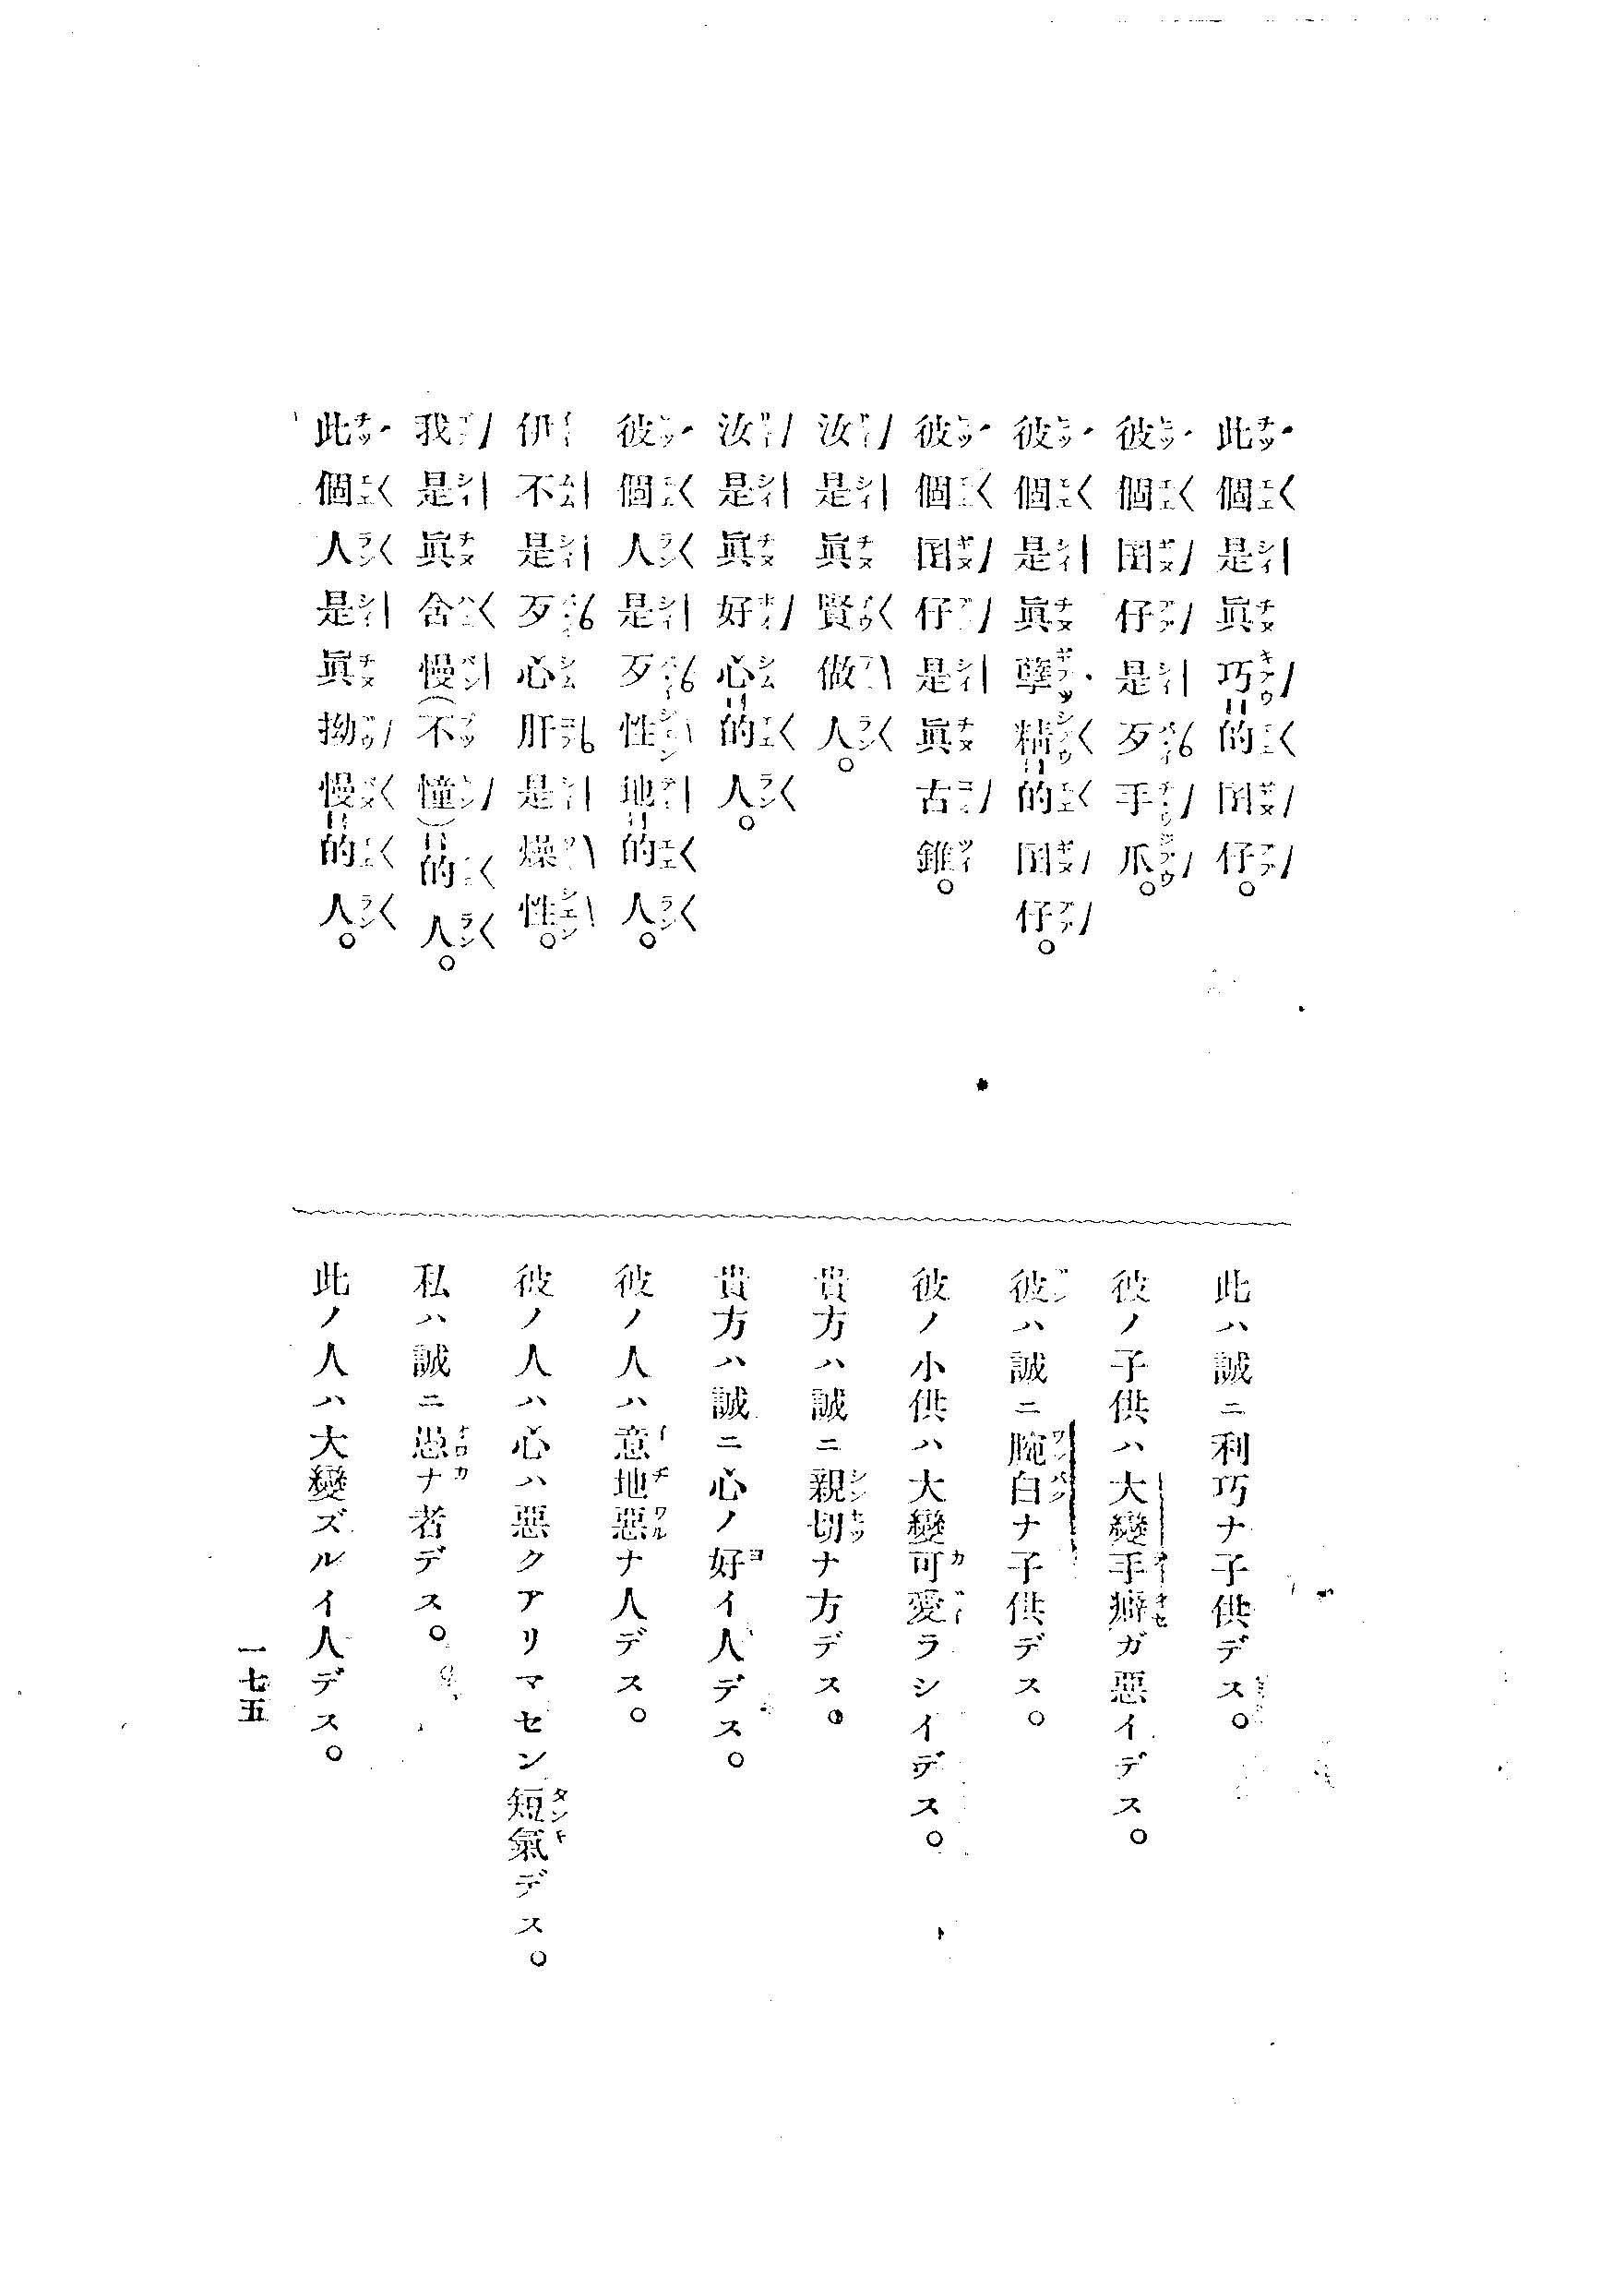 此個是眞巧的囝仔。
彼個囝仔是歹手爪。
彼個是眞孽精的囝仔。
彼個囝仔是眞古錐。
汝是眞賢做人。
汝是眞好心的人。
彼個人是歹性地的人。
伊不是歹心肝是燥性。
我是眞含慢(不憧)的人。
此個人是眞拗慢的人。
此ハ誠ニ利巧ナ子供デス。
彼ノ子供ハ大變手癖ガ惡イデス。
彼ハ誠ニ腕白ナ子供デス。
彼ノ小供ハ大變可愛ラシイデス。
貴方ハ誠ニ親切ナ方デス。
貴方ハ誠ニ心ノ好イ人デス。
彼ノ人ハ意地惡ナ人デス。
彼ノ人ハ心ハ惡クアリマセン短氣デス。
私ハ誠ニ愚ナ者デス。
此ノ人ハ大變ズルイ人デス。
一七五